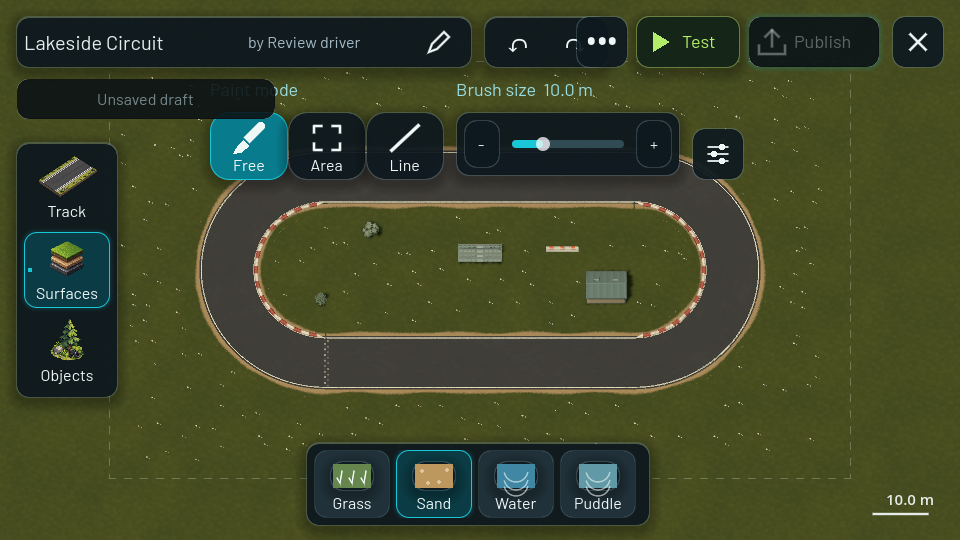 Lakeside Circuit
by Review driver
Test
Publish
Unsaved draft
Paint mode
Brush size 10.0 m
Free
Area
Line
-
+
Track
Surfaces
Objects
Grass
Sand
Water
Puddle
10.0 m